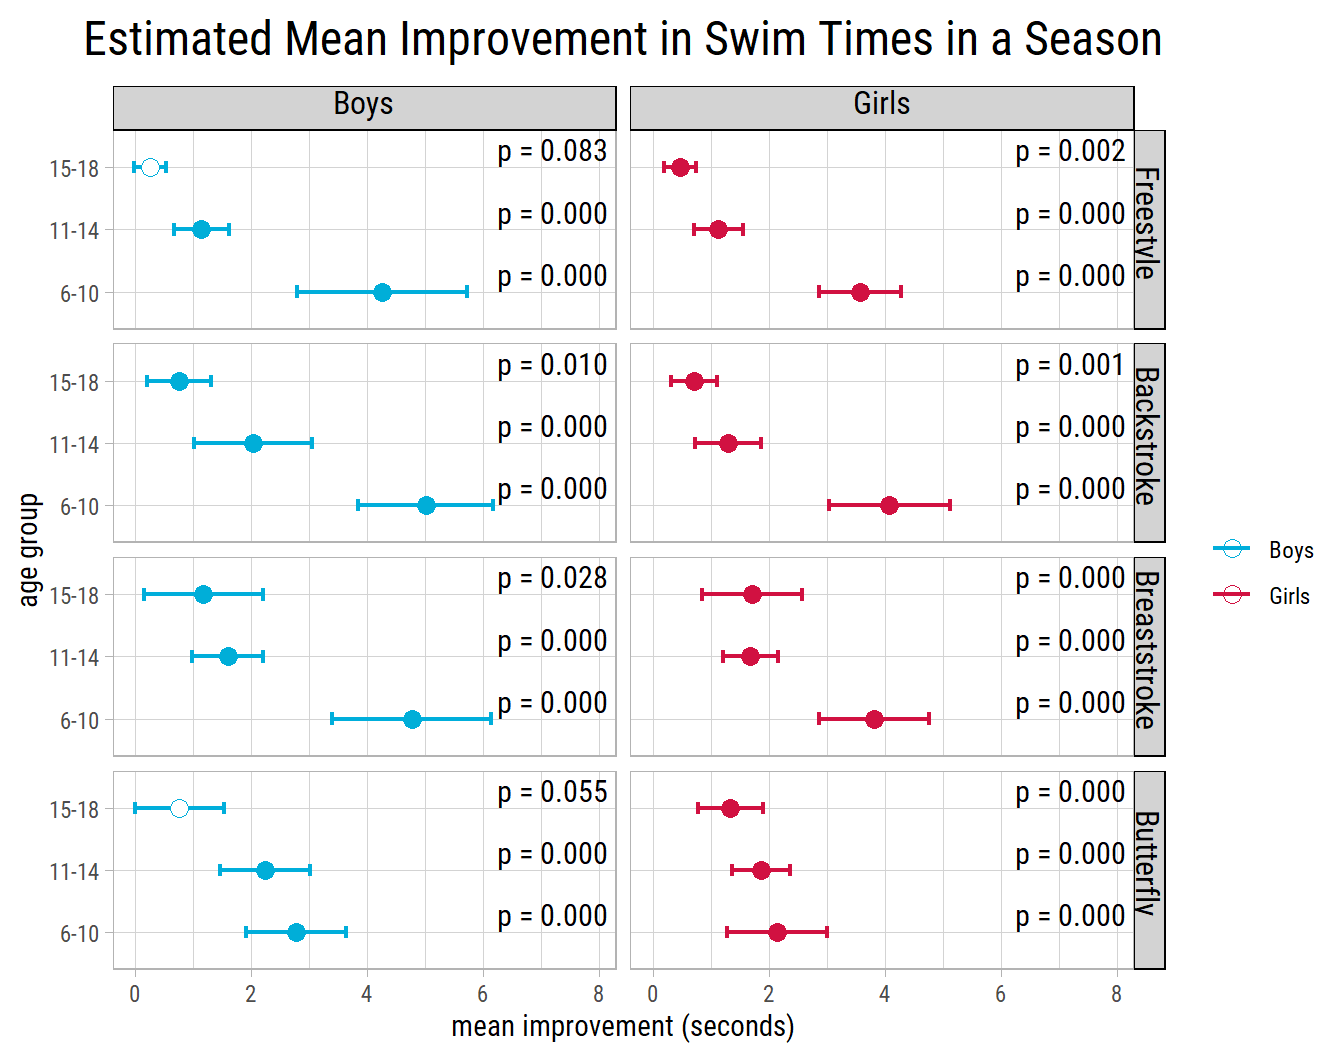 Estimated Mean Improvement in Swim Times in a Season
Boys
Girls
15-18
p = 0.083
p = 0.002
11-14
p = 0.000
p = 0.000
6-10
p = 0.000
p = 0.000
Freestyle
15-18
p = 0.010
p = 0.001
11-14
p = 0.000
p = 0.000
6-10
p = 0.000
p = 0.000
Backstroke
15-18
p = 0.028
p = 0.000
11-14
p = 0.000
p = 0.000
6-10
p = 0.000
p = 0.000
Breaststroke
15-18
p = 0.055
p = 0.000
11-14
p = 0.000
p = 0.000
6-10
p = 0.000
p = 0.000
Butterfly
0 2 4 6 8
0 2 4 6 8
mean improvement (seconds)
age group
Boys
Girls